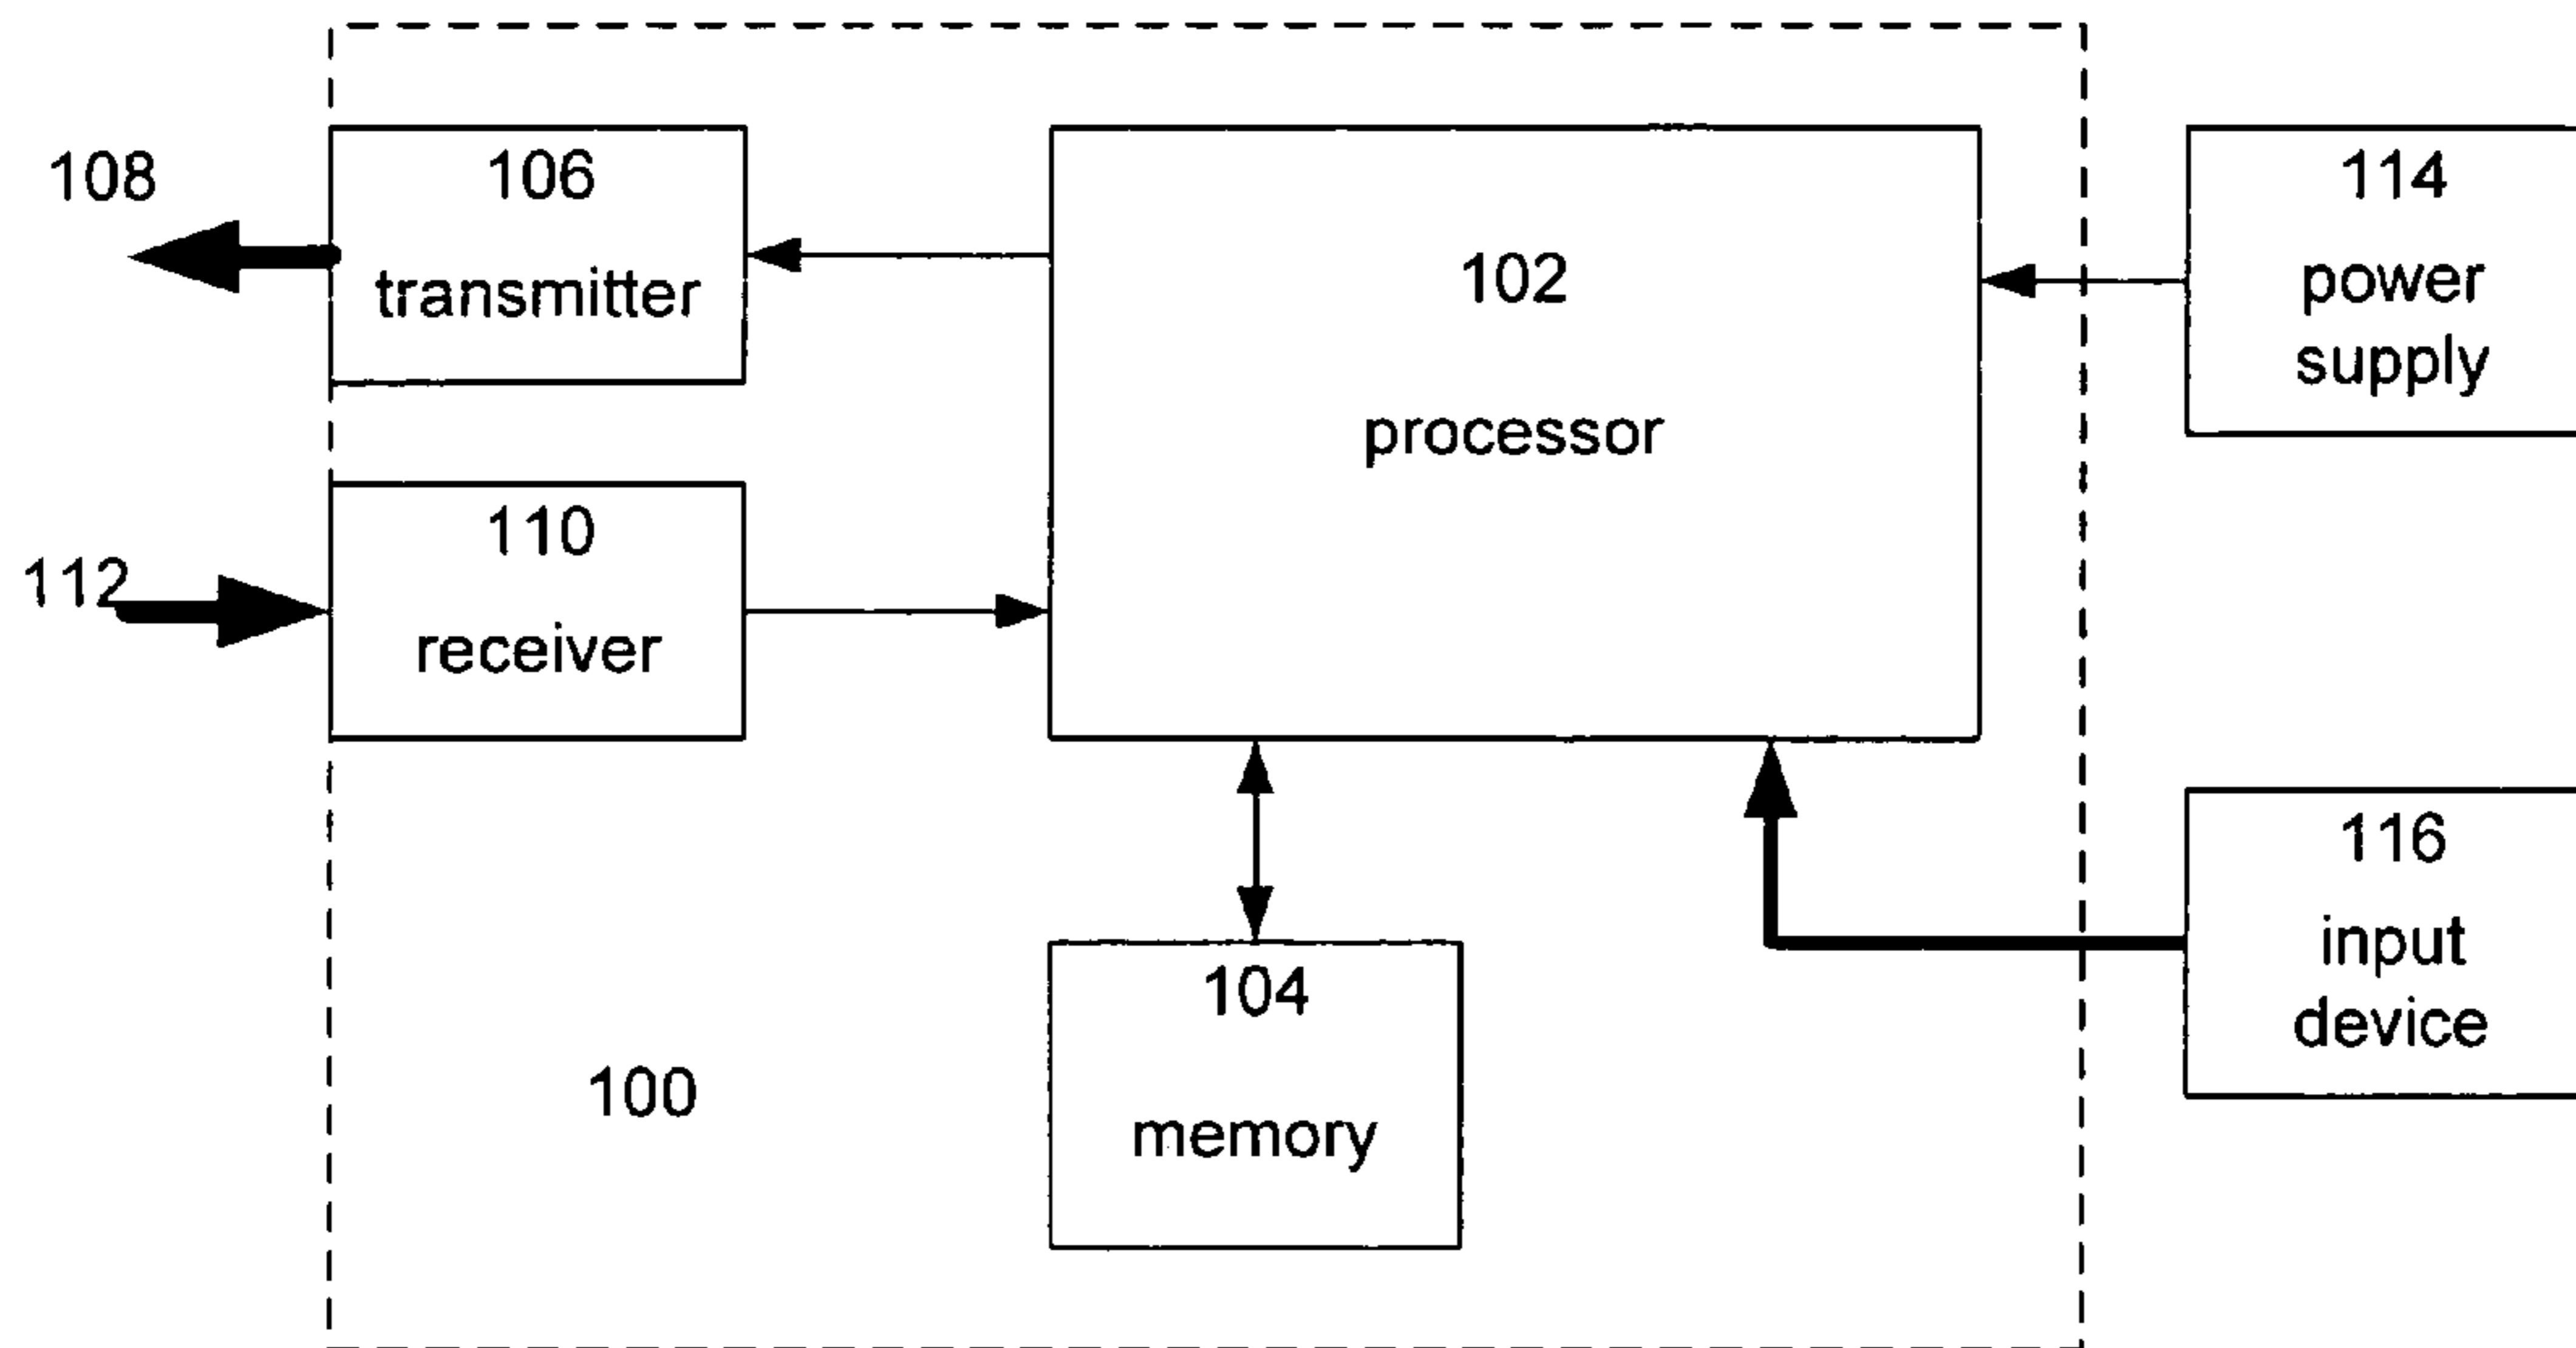 108
106
transmitter
102
processor
114
power
supply
112
110
receiver
116
input
device
104
memory
100